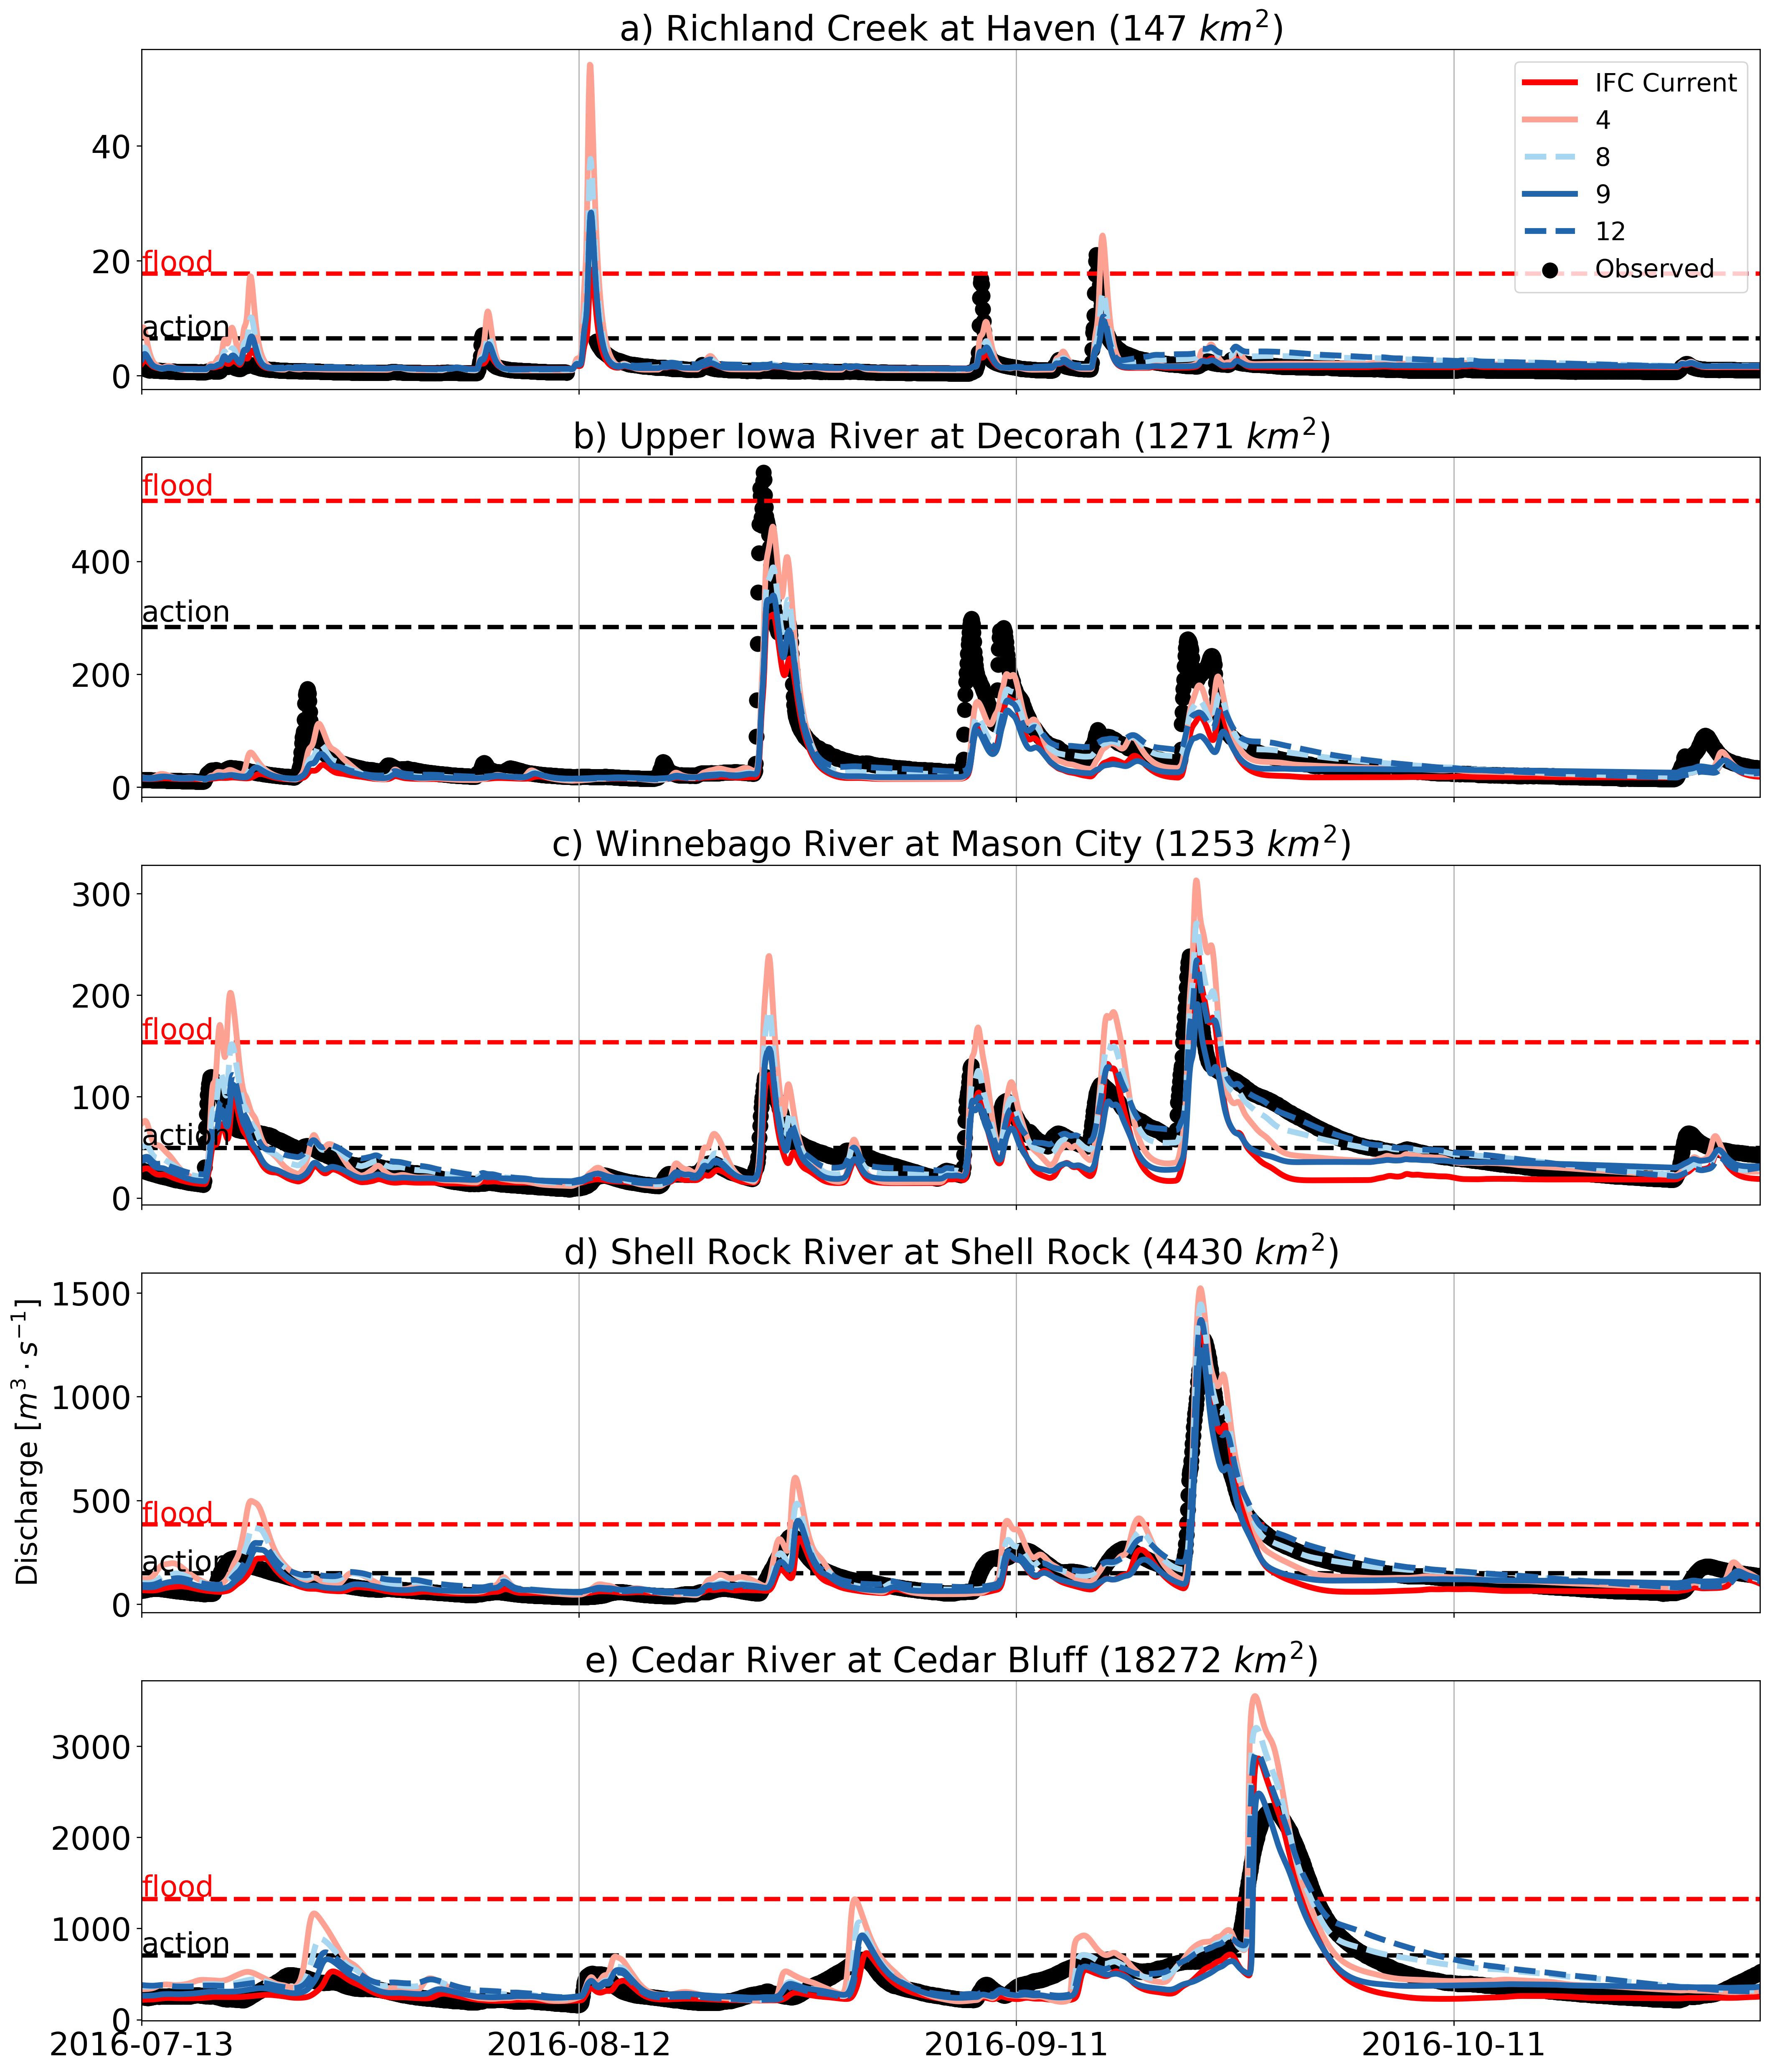 a) Richland Creek at Haven (147 km²)
IFC Current
4
8
9
12
Observed
40
20
0
flood
action
b) Upper Iowa River at Decorah (1271 km²)
flood
400
action
200
0
c) Winnebago River at Mason City (1253 km²)
300
200
flood
100
action
0
d) Shell Rock River at Shell Rock (4430 km²)
1500
1000
500
flood
action
0
Discharge [m³ · s⁻¹]
e) Cedar River at Cedar Bluff (18272 km²)
3000
2000
flood
1000
action
0
2016-07-13 2016-08-12 2016-09-11 2016-10-11